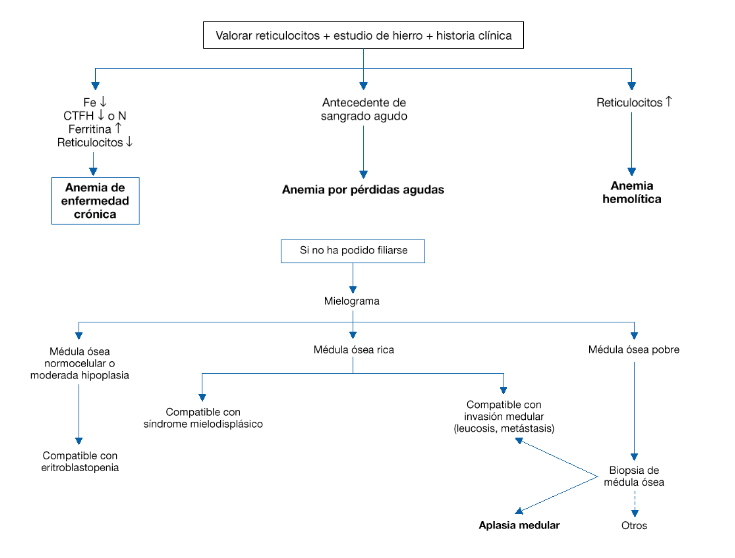 Valorar reticulocitos + estudio de hierro + historia clínica
Fe ↓
CTFH ↓ o N
Ferritina ↑
Reticulocitos ↓
Antecedente de
sangrado agudo
Reticulocitos ↑
Anemia de
enfermedad
crónica
Anemia por pérdidas agudas
Anemia
hemolítica
Si no ha podido filiarse
Mielograma
Médula ósea
normocelular o
moderada hipoplasia
Médula ósea rica
Médula ósea pobre
Compatible con
síndrome mielodisplásico
Compatible con
invasión medular
(leucosis, metástasis)
Compatible con
eritroblastopenia
Biopsia de
médula ósea
Aplasia medular
Otros